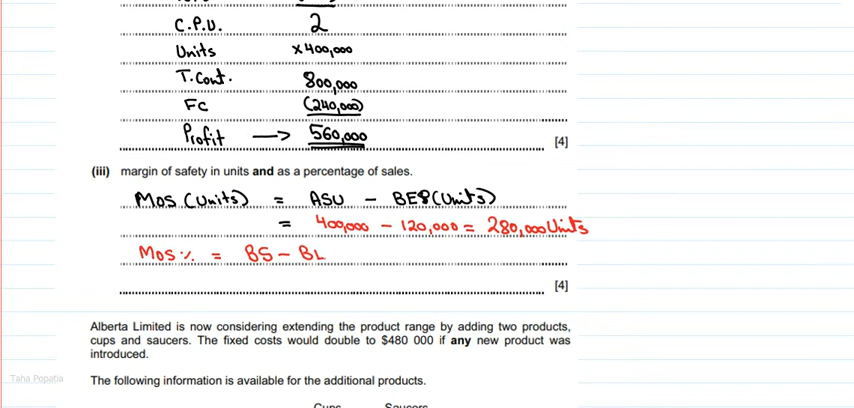 C.P.U. 2
Units x400,000
T.Cont. 800,000
FC (240,000)
Profit → 560,000 [4]
(iii) margin of safety in units and as a percentage of sales.
MOS (Units) = ASU - BEP (Units)
= 400,000 - 120,000 = 280,000 Units
MOS % = BS - BL
[4]
Alberta Limited is now considering extending the product range by adding two products,
cups and saucers. The fixed costs would double to $480 000 if any new product was
introduced.
Taha Popatia
The following information is available for the additional products.
Cups Saucers